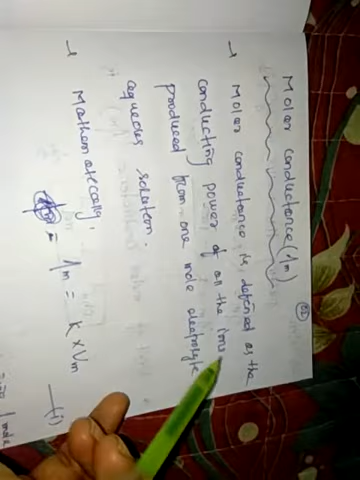 Molar conductance (Λm)
Molar conductance is defined as the
conducting power of all the ions
produced from one mole electrolyte
aqueous solution.
Mathematically,
Λm = K × Vm —(i)